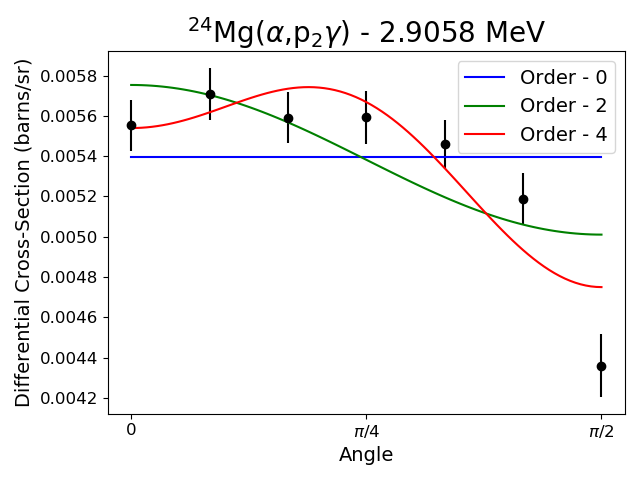 ²⁴Mg(α,p₂γ) - 2.9058 MeV
Differential Cross-Section (barns/sr)
0.0058
0.0056
0.0054
0.0052
0.0050
0.0048
0.0046
0.0044
0.0042
Order - 0
Order - 2
Order - 4
0
π/4
π/2
Angle